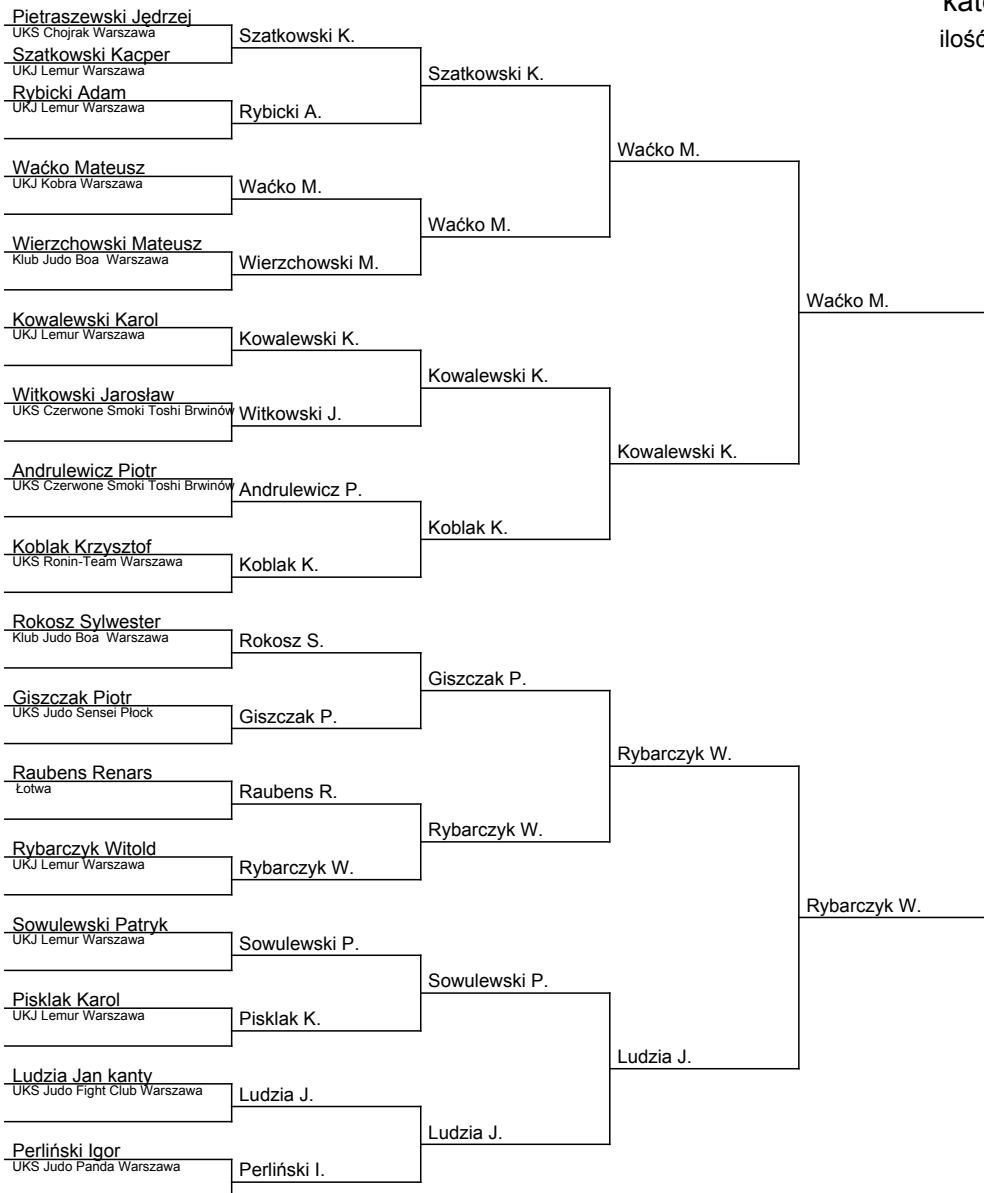 Pietraszewski Jędrzej
UKS Chojrak Warszawa
Szatkowski Kacper
UKJ Lemur Warszawa
Rybicki Adam
UKJ Lemur Warszawa
Waćko Mateusz
UKJ Kobra Warszawa
Wierzchowski Mateusz
Klub Judo Boa Warszawa
Kowalewski Karol
UKJ Lemur Warszawa
Witkowski Jarosław
UKS Czerwone Smoki Toshi Brwinów
Andrulewicz Piotr
UKS Czerwone Smoki Toshi Brwinów
Koblak Krzysztof
UKS Ronin-Team Warszawa
Rokosz Sylwester
Klub Judo Boa Warszawa
Giszczak Piotr
UKS Judo Sensei Płock
Raubens Renars
Łotwa
Rybarczyk Witold
UKJ Lemur Warszawa
Sowulewski Patryk
UKJ Lemur Warszawa
Pisklak Karol
UKJ Lemur Warszawa
Ludzia Jan kanty
UKS Judo Fight Club Warszawa
Perliński Igor
UKS Judo Panda Warszawa
Szatkowski K.
Rybicki A.
Waćko M.
Wierzchowski M.
Kowalewski K.
Witkowski J.
Andrulewicz P.
Koblak K.
Rokosz S.
Giszczak P.
Raubens R.
Rybarczyk W.
Sowulewski P.
Pisklak K.
Ludzia J.
Perliński I.
Szatkowski K.
Waćko M.
Kowalewski K.
Koblak K.
Giszczak P.
Rybarczyk W.
Sowulewski P.
Ludzia J.
Waćko M.
Kowalewski K.
Rybarczyk W.
Ludzia J.
Waćko M.
Rybarczyk W.
ilość